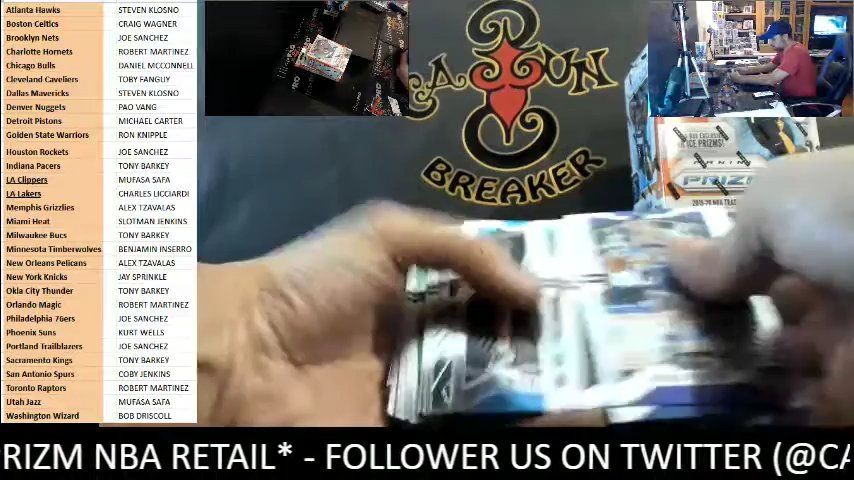 Atlanta Hawks STEVEN KLOSNO
Boston Celtics CRAIG WAGNER
Brooklyn Nets JOE SANCHEZ
Charlotte Hornets ROBERT MARTINEZ
Chicago Bulls DANIEL MCCONNELL
Cleveland Cavaliers TOBY FANGUY
Dallas Mavericks STEVEN KLOSNO
Denver Nuggets PAO VANG
Detroit Pistons MICHAEL CARTER
Golden State Warriors RON KNIPPLE
Houston Rockets JOE SANCHEZ
Indiana Pacers TONY BARKEY
LA Clippers MUFASA SAFA
LA Lakers CHARLES LICCIARDI
Memphis Grizzlies ALEX TZAVALAS
Miami Heat SLOTMAN JENKINS
Milwaukee Bucs TONY BARKEY
Minnesota Timberwolves BENJAMIN INSERRO
New Orleans Pelicans ALEX TZAVALAS
New York Knicks JAY SPRINKLE
Okla City Thunder TONY BARKEY
Orlando Magic ROBERT MARTINEZ
Philadelphia 76ers JOE SANCHEZ
Phoenix Suns KURT WELLS
Portland Trailblazers JOE SANCHEZ
Sacramento Kings TONY BARKEY
San Antonio Spurs COBY JENKINS
Toronto Raptors ROBERT MARTINEZ
Utah Jazz MUFASA SAFA
Washington Wizard BOB DRISCOLL
BREAKER
PANINI
PRIZM
RIZM NBA RETAIL* - FOLLOWER US ON TWITTER (@CA